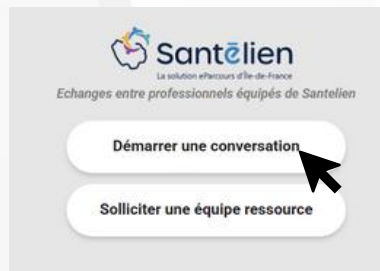 Santēlien
La solution eParcours d'Île-de-France
Echanges entre professionnels équipés de Santelien
Démarrer une conversation
Solliciter une équipe ressource